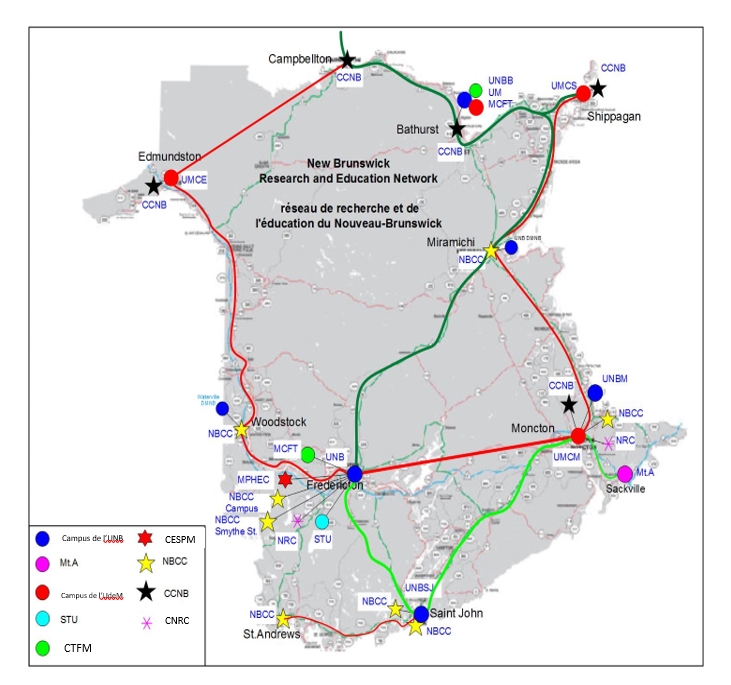 Campbellton
CCNB
UNBB
UM
MCFT
CCNB
UMCS
Shippagan
Bathurst
CCNB
Edmundston
UMCE
CCNB
New Brunswick
Research and Education Network
réseau de recherche et de
l'éducation du Nouveau-Brunswick
Miramichi
NBCC
CCNB
UNBM
NBCC
Woodstock
NBCC
Moncton
UMCM
NRC
MCFT
UNB
MPHEC
Fredericton
Mt.A
Sackville
NBCC
Campus
NBCC
Smythe St.
NRC
STU
UNBSJ
NBCC
Saint John
NBCC
NBCC
St.Andrews
Campus de l'UNB
CESPM
Mt.A
NBCC
Campus de l'UdeM
CCNB
STU
CNRC
CTFM